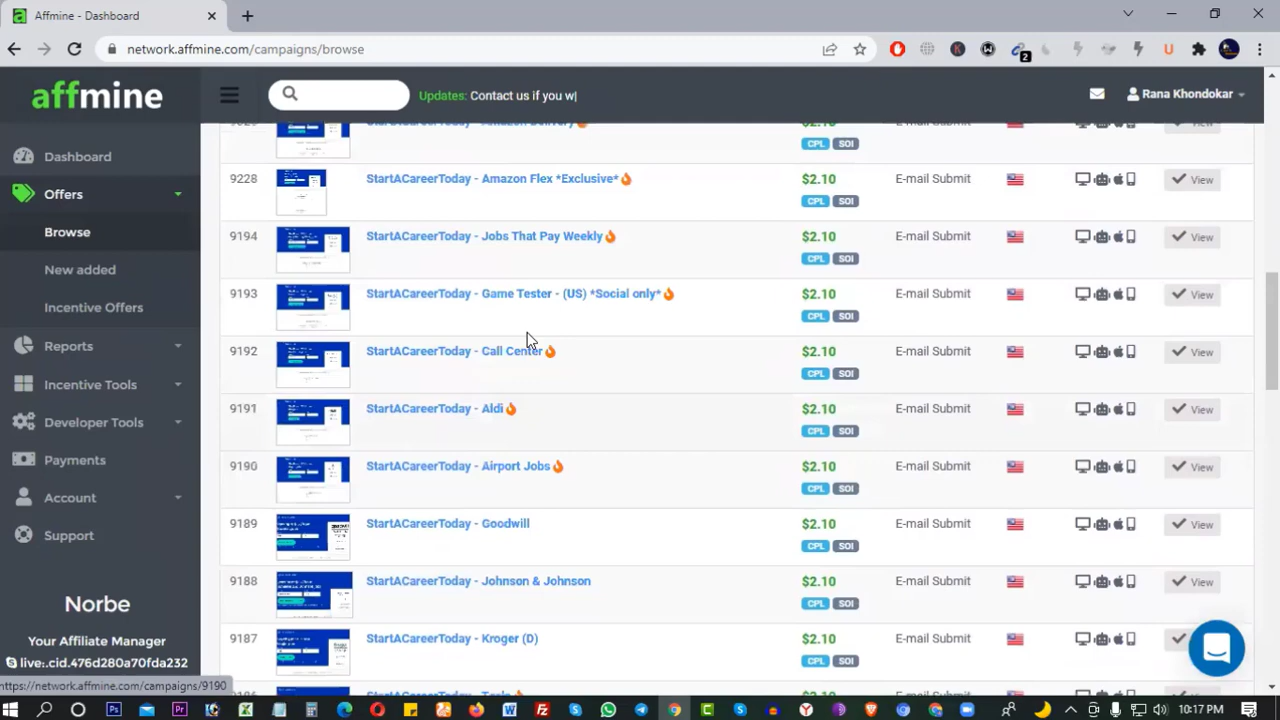 Affmine - Dashboard
network.affmine.com/campaigns/browse
2
affmine
Updates: Contact us if you w|
Rana Khondokar
Dashboard
Offers
Browse
New added
Incentive Offers
Reports
Incentive Tools
Developer Tools
Payments
Account
Support
Norbe
Your Affiliate Manager
$2.10
CPL SOI
9228 StartACareerToday - Amazon Flex *Exclusive* $2.10 E-mail Submit View
CPL SOI
9194 StartACareerToday - Jobs That Pay Weekly $2.10 E-mail Submit View
CPL SOI
9193 StartACareerToday - Game Tester - (US) *Social only* $2.10 E-mail Submit View
CPL SOI
9192 StartACareerToday - Call Center $2.10 E-mail Submit View
CPL SOI
9191 StartACareerToday - Aldi $2.10 E-mail Submit View
CPL SOI
9190 StartACareerToday - Airport Jobs $2.10 E-mail Submit View
CPL SOI
9189 StartACareerToday - Goodwill $2.10 E-mail Submit View
CPL SOI
9188 StartACareerToday - Johnson & Johnson $2.10 E-mail Submit View
CPL SOI
9187 StartACareerToday - Kroger (D) $2.10 E-mail Submit View
CPL SOI
network.affmine.com/campaigns/9190
10:17 PM